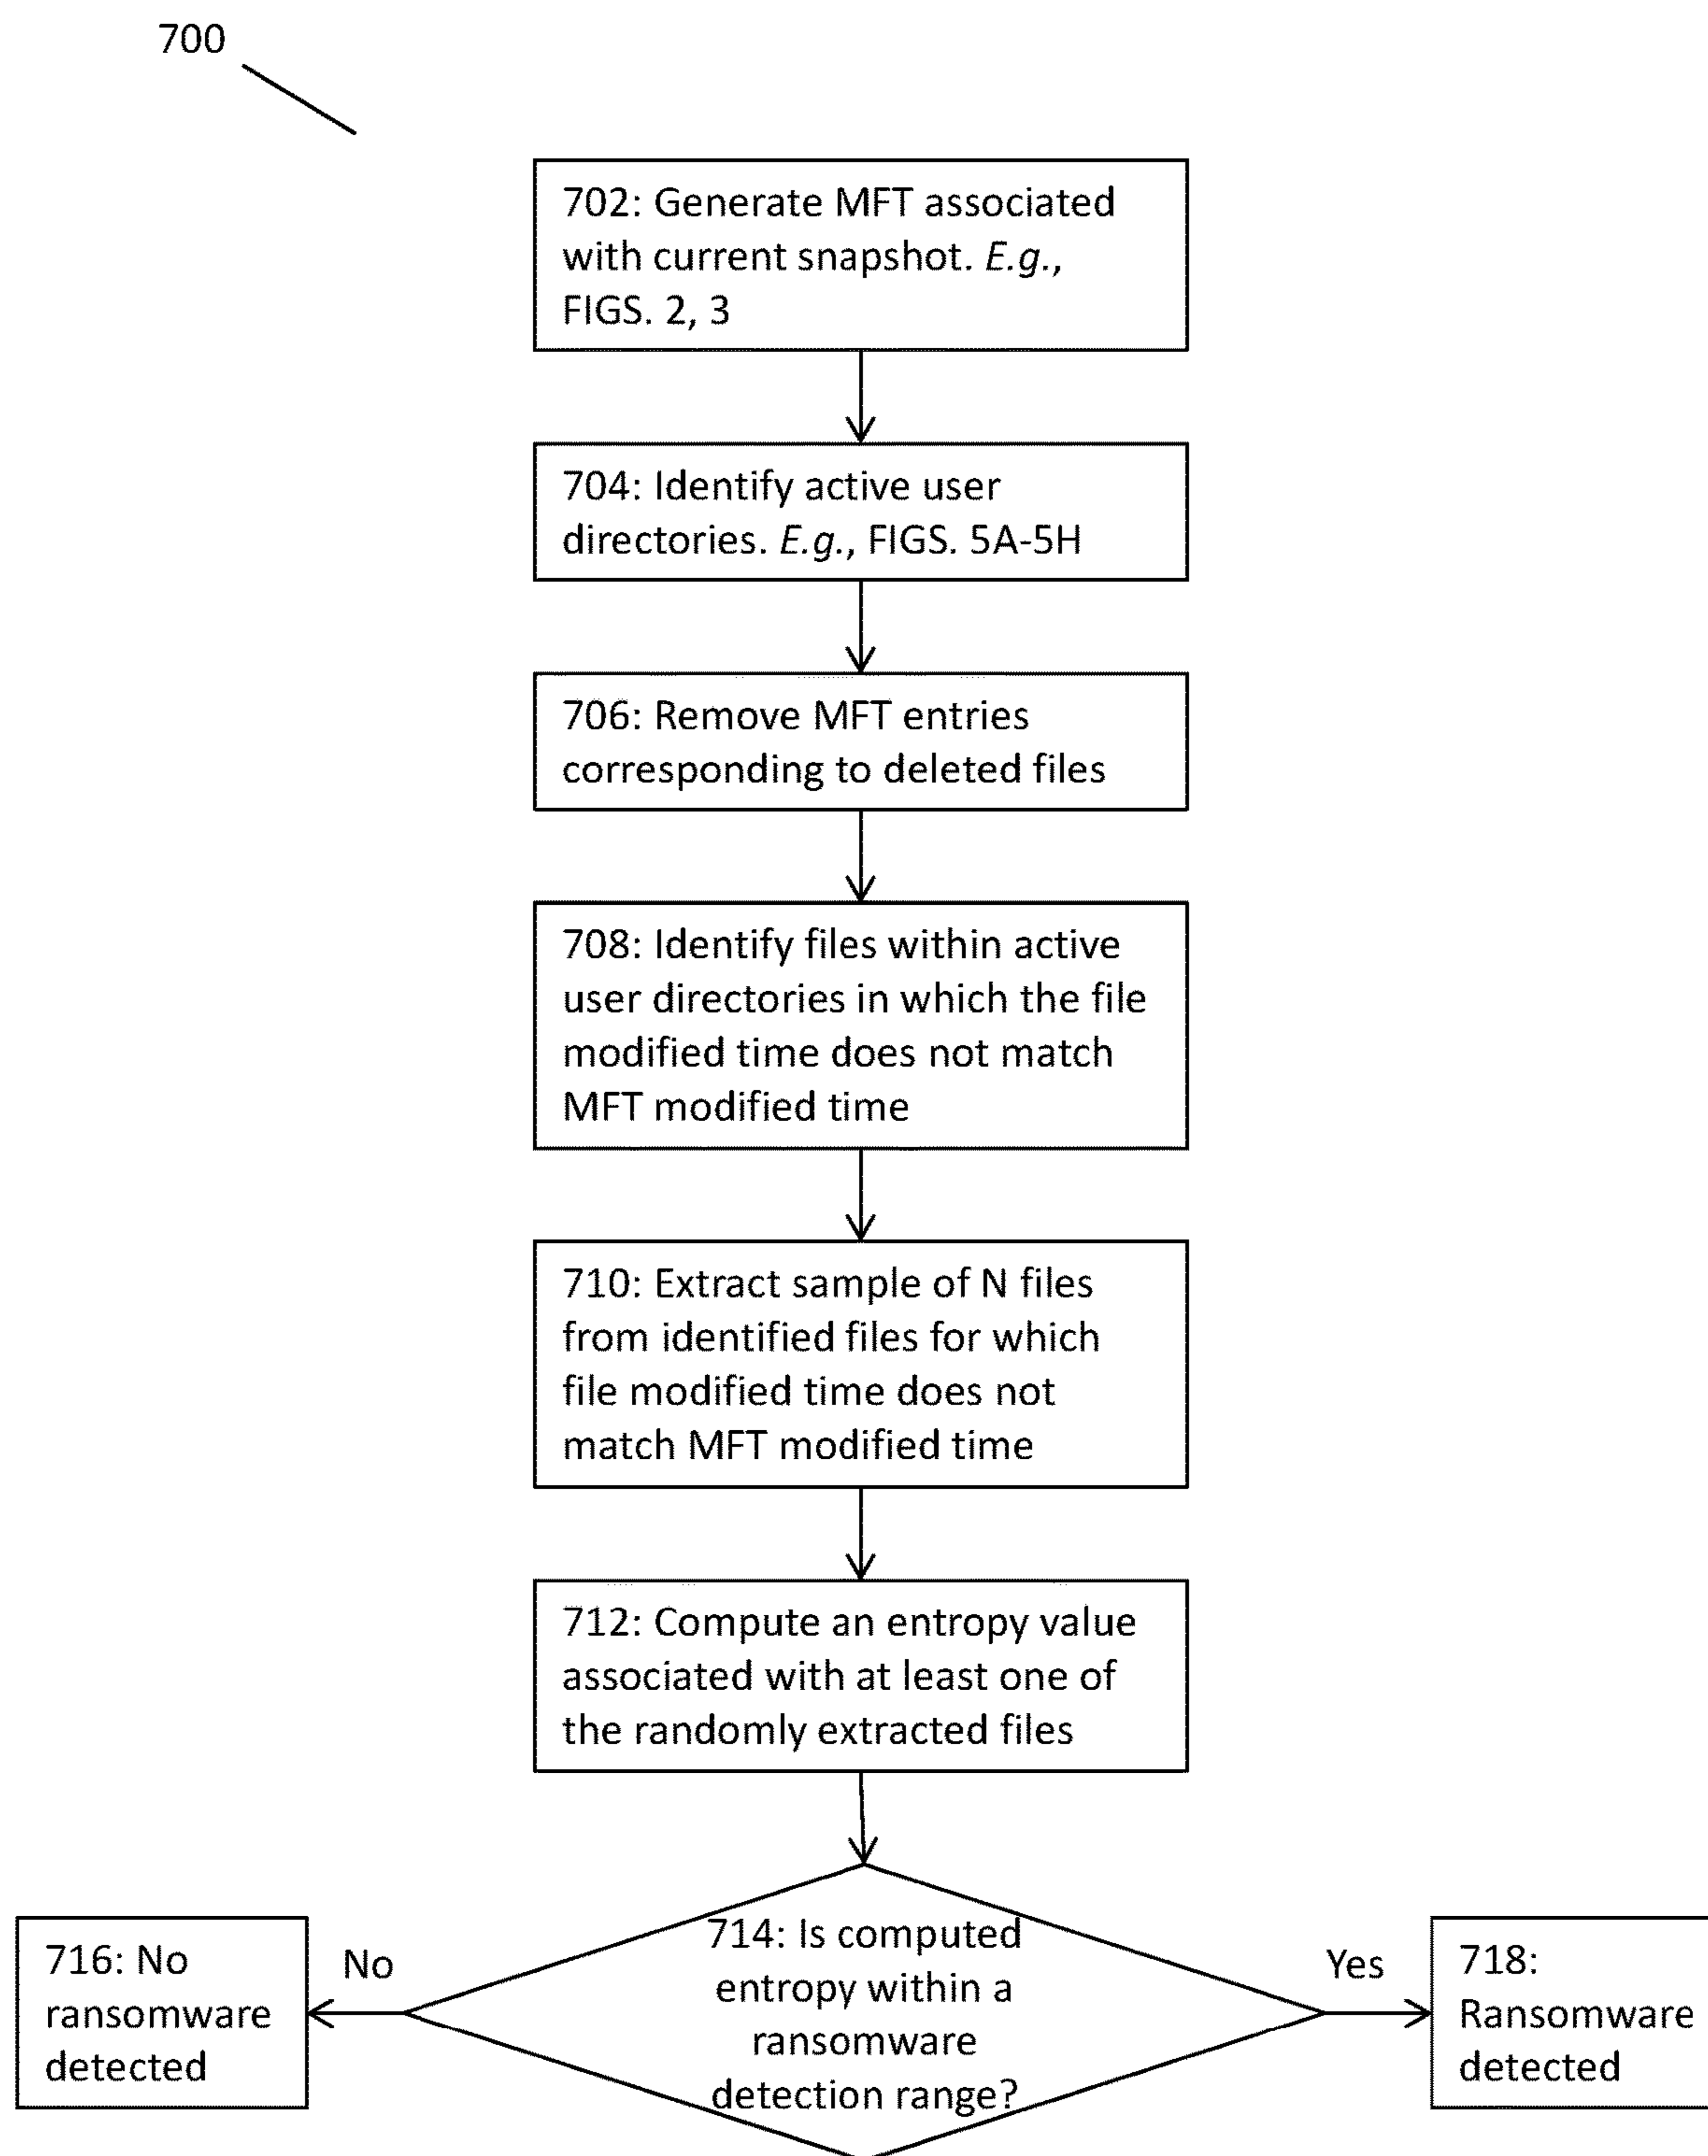 700
702: Generate MFT associated
with current snapshot. E.g.,
FIGS. 2, 3
704: Identify active user
directories. E.g., FIGS. 5A-5H
706: Remove MFT entries
corresponding to deleted files
708: Identify files within active
user directories in which the file
modified time does not match
MFT modified time
710: Extract sample of N files
from identified files for which
file modified time does not
match MFT modified time
712: Compute an entropy value
associated with at least one of
the randomly extracted files
714: Is computed
entropy within a
ransomware
detection range?
No
716: No
ransomware
detected
Yes
718:
Ransomware
detected